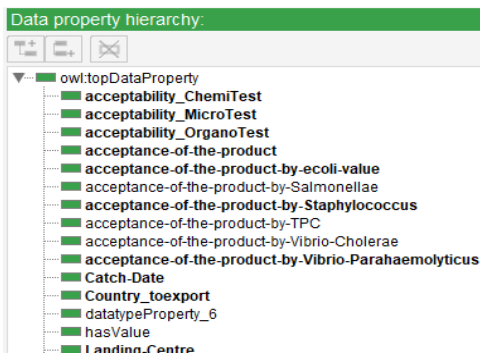 Data property hierarchy:
owl:topDataProperty
acceptability_ChemiTest
acceptability_MicroTest
acceptability_OrganoTest
acceptance-of-the-product
acceptance-of-the-product-by-ecoli-value
acceptance-of-the-product-by-Salmonellae
acceptance-of-the-product-by-Staphylococcus
acceptance-of-the-product-by-TPC
acceptance-of-the-product-by-Vibrio-Cholerae
acceptance-of-the-product-by-Vibrio-Parahaemolyticus
Catch-Date
Country_toexport
datatypeProperty_6
hasValue
Landing-Centre